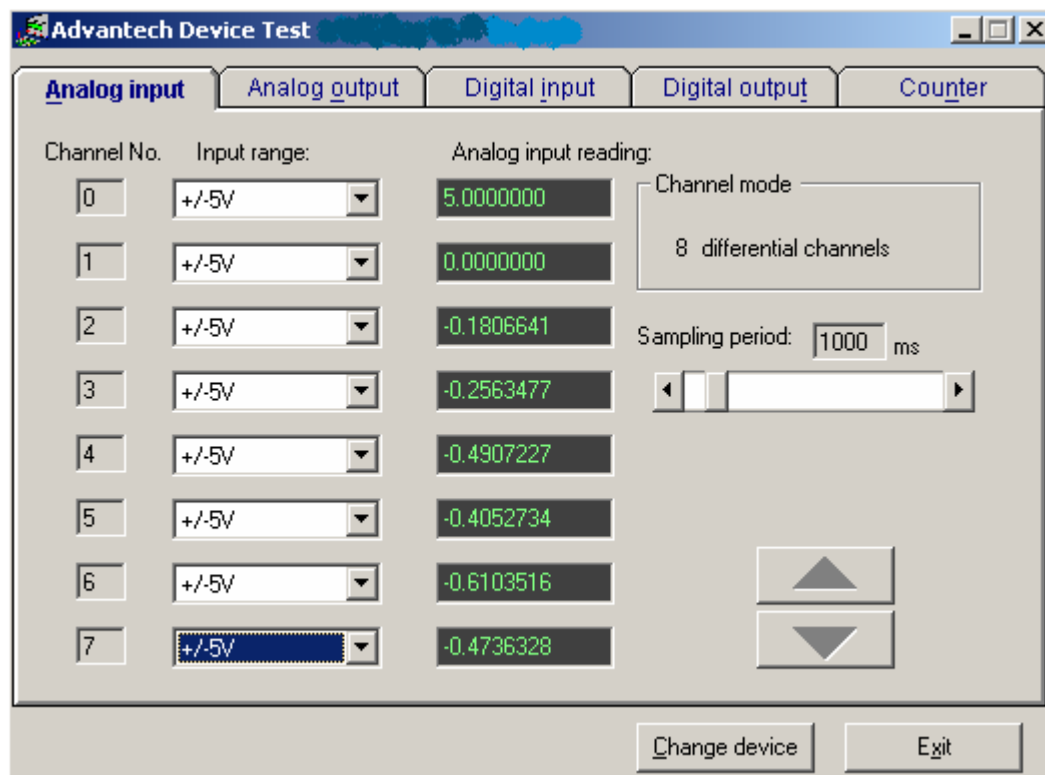 Advantech Device Test
Analog input Analog output Digital input Digital output Counter
Channel No. Input range: Analog input reading:
0 +/-5V 5.0000000
Channel mode
8 differential channels
1 +/-5V 0.0000000
2 +/-5V -0.1806641
Sampling period: 1000 ms
3 +/-5V -0.2563477
4 +/-5V -0.4907227
5 +/-5V -0.4052734
6 +/-5V -0.6103516
7 +/-5V -0.4736328
Change device Exit